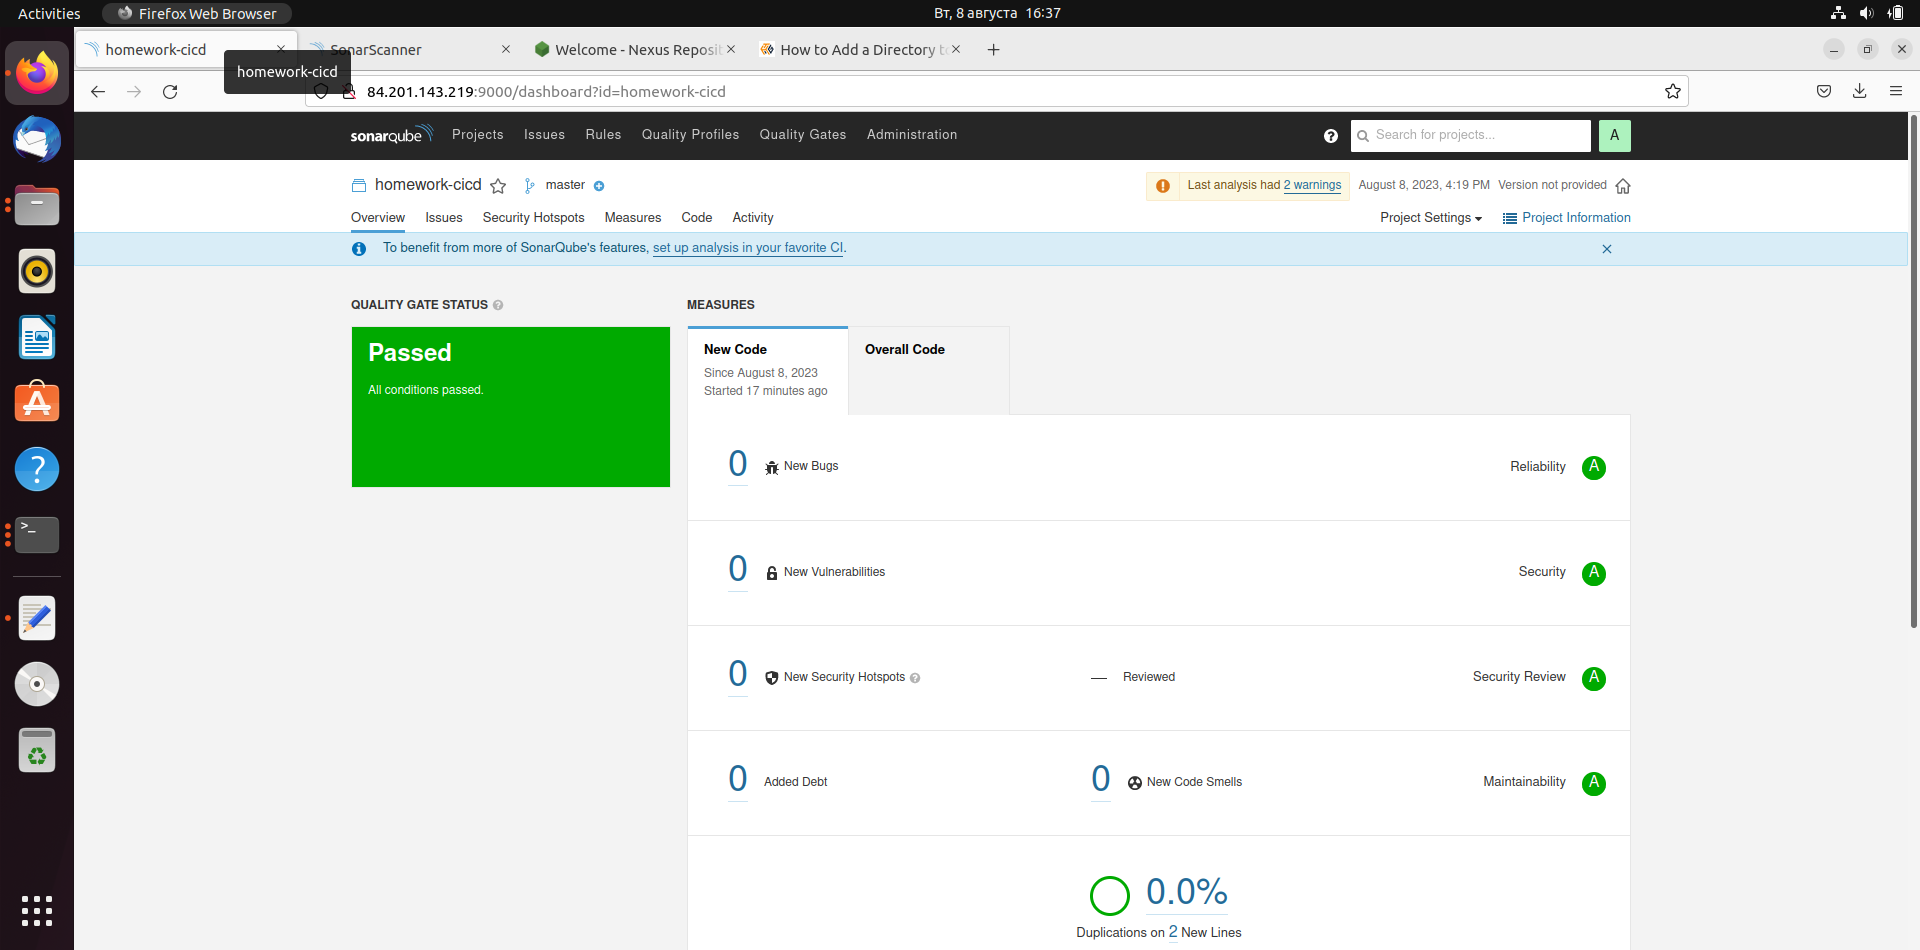 Activities
Firefox Web Browser
Вт, 8 августа 16:37
homework-cicd
SonarScanner
Welcome - Nexus Reposit
How to Add a Directory t
homework-cicd
84.201.143.219:9000/dashboard?id=homework-cicd
sonarqube
Projects
Issues
Rules
Quality Profiles
Quality Gates
Administration
Search for projects...
A
homework-cicd
master
Last analysis had 2 warnings
August 8, 2023, 4:19 PM
Version not provided
Overview
Issues
Security Hotspots
Measures
Code
Activity
Project Settings
Project Information
To benefit from more of SonarQube's features, set up analysis in your favorite CI.
QUALITY GATE STATUS
MEASURES
Passed
All conditions passed.
New Code
Since August 8, 2023
Started 17 minutes ago
Overall Code
0 New Bugs
Reliability A
0 New Vulnerabilities
Security A
0 New Security Hotspots
— Reviewed
Security Review A
0 Added Debt
0 New Code Smells
Maintainability A
0.0%
Duplications on 2 New Lines